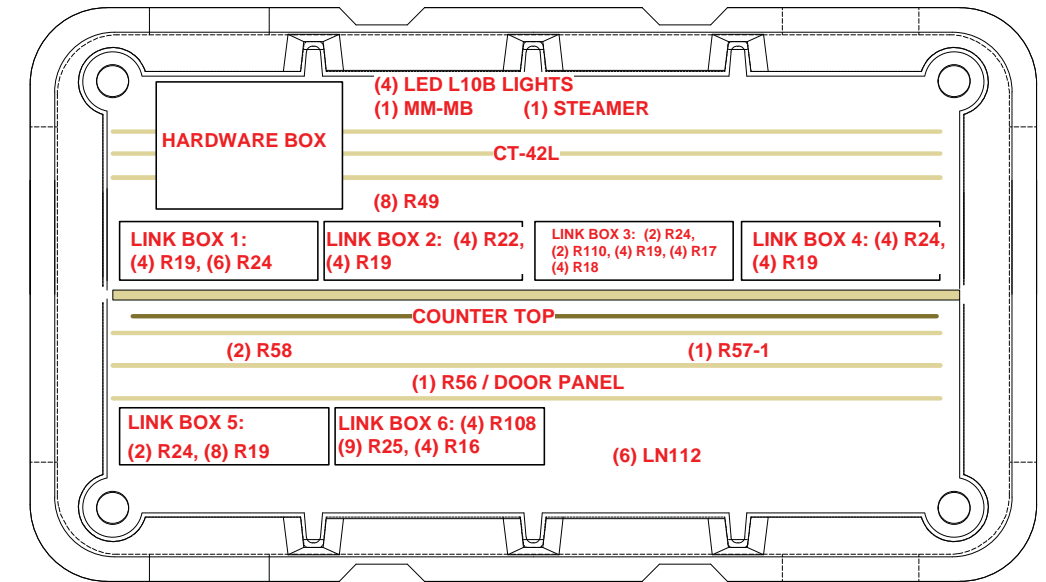 (4) LED L10B LIGHTS
(1) MM-MB (1) STEAMER
HARDWARE BOX
CT-42L
(8) R49
LINK BOX 1:
(4) R19, (6) R24
LINK BOX 2: (4) R22,
(4) R19
LINK BOX 3: (2) R24,
(2) R110, (4) R19, (4) R17
(4) R18
LINK BOX 4: (4) R24,
(4) R19
COUNTER TOP
(2) R58
(1) R57-1
(1) R56 / DOOR PANEL
LINK BOX 5:
(2) R24, (8) R19
LINK BOX 6: (4) R108
(9) R25, (4) R16
(6) LN112